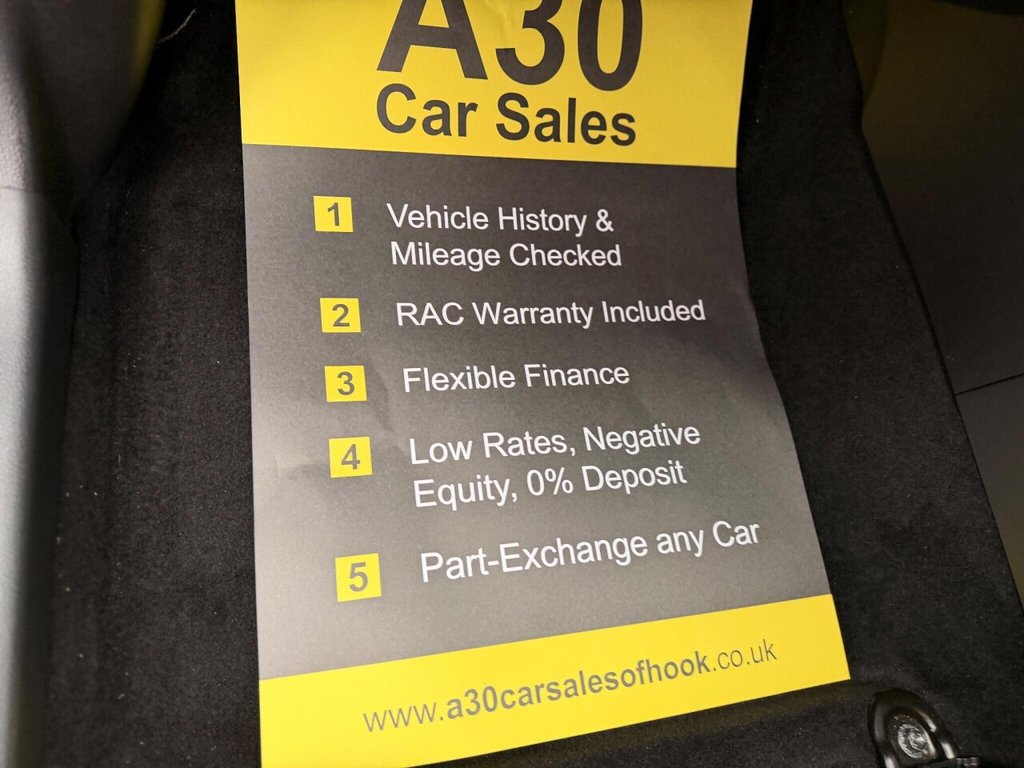 A30
Car Sales
1 Vehicle History &
Mileage Checked
2 RAC Warranty Included
3 Flexible Finance
4 Low Rates, Negative
Equity, 0% Deposit
5 Part-Exchange any Car
www.a30carsalesofhook.co.uk